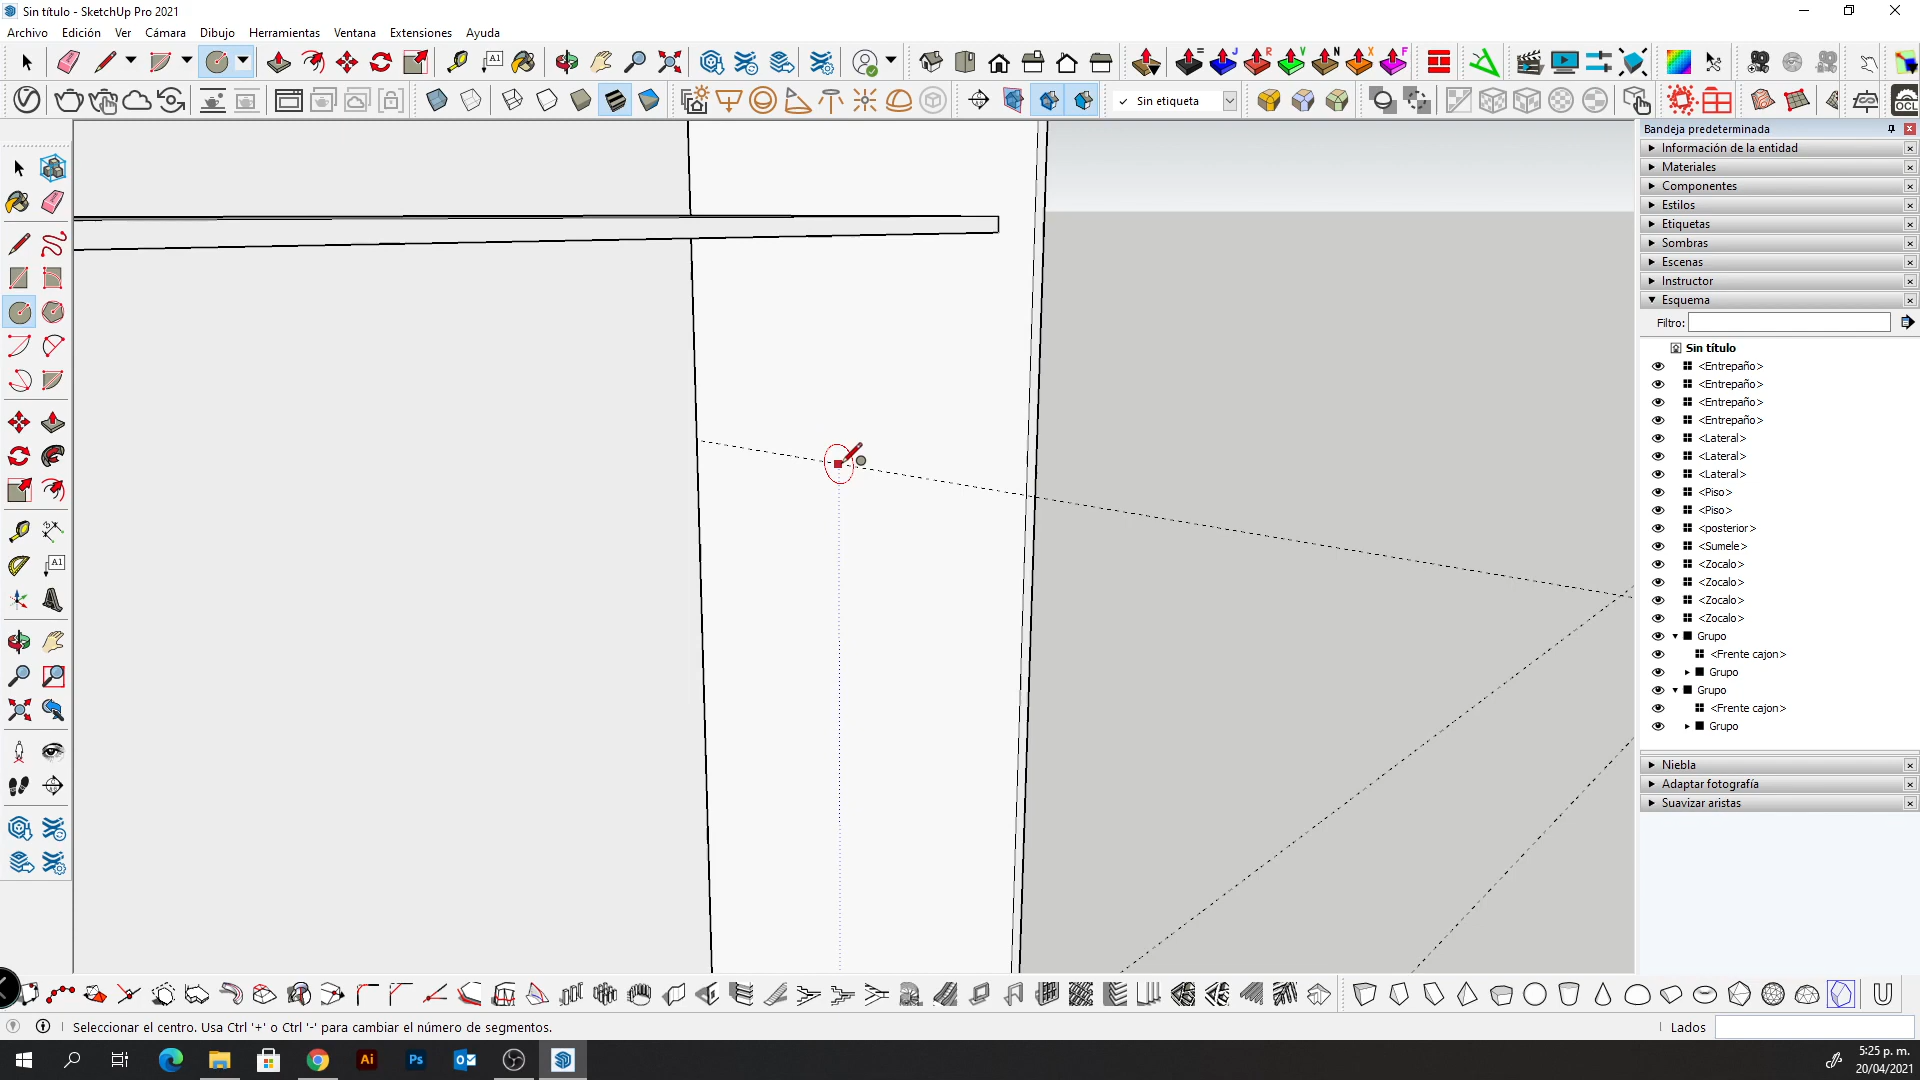 Sin título - SketchUp Pro 2021
Archivo Edición Ver Cámara Dibujo Herramientas Ventana Extensiones Ayuda
Sin etiqueta
Bandeja predeterminada
Información de la entidad
Materiales
Componentes
Estilos
Etiquetas
Sombras
Escenas
Instructor
Esquema
Filtro:
Sin título
<Entrepaño>
<Entrepaño>
<Entrepaño>
<Entrepaño>
<Lateral>
<Lateral>
<Lateral>
<Piso>
<Piso>
<posterior>
<Sumele>
<Zocalo>
<Zocalo>
<Zocalo>
<Zocalo>
Grupo
<Frente cajon>
Grupo
Grupo
<Frente cajon>
Grupo
Niebla
Adaptar fotografía
Suavizar aristas
Seleccionar el centro. Usa Ctrl '+' o Ctrl '-' para cambiar el número de segmentos.
Lados
Ai Ps
5:25 p. m.
20/04/2021